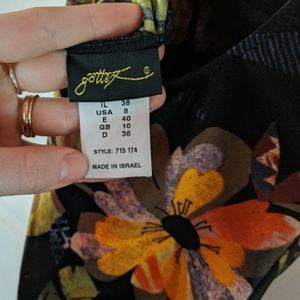 gottex ®
IL 38
USA 8
E 40
GB 10
D 36
STYLE: 715 174
MADE IN ISRAEL